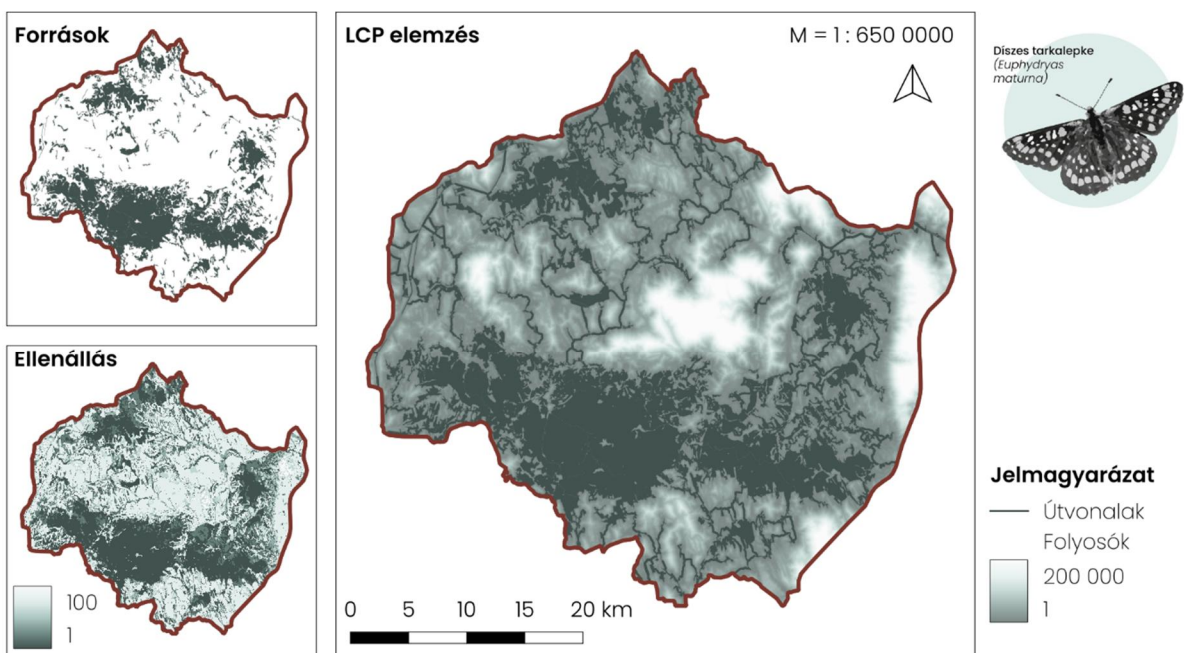 Források
Ellenállás
100
1
LCP elemzés
M = 1 : 650 0000
0 5 10 15 20 km
Díszes tarkalepke
(Euphydryas
maturna)
Jelmagyarázat
Útvonalak
Folyosók
200 000
1